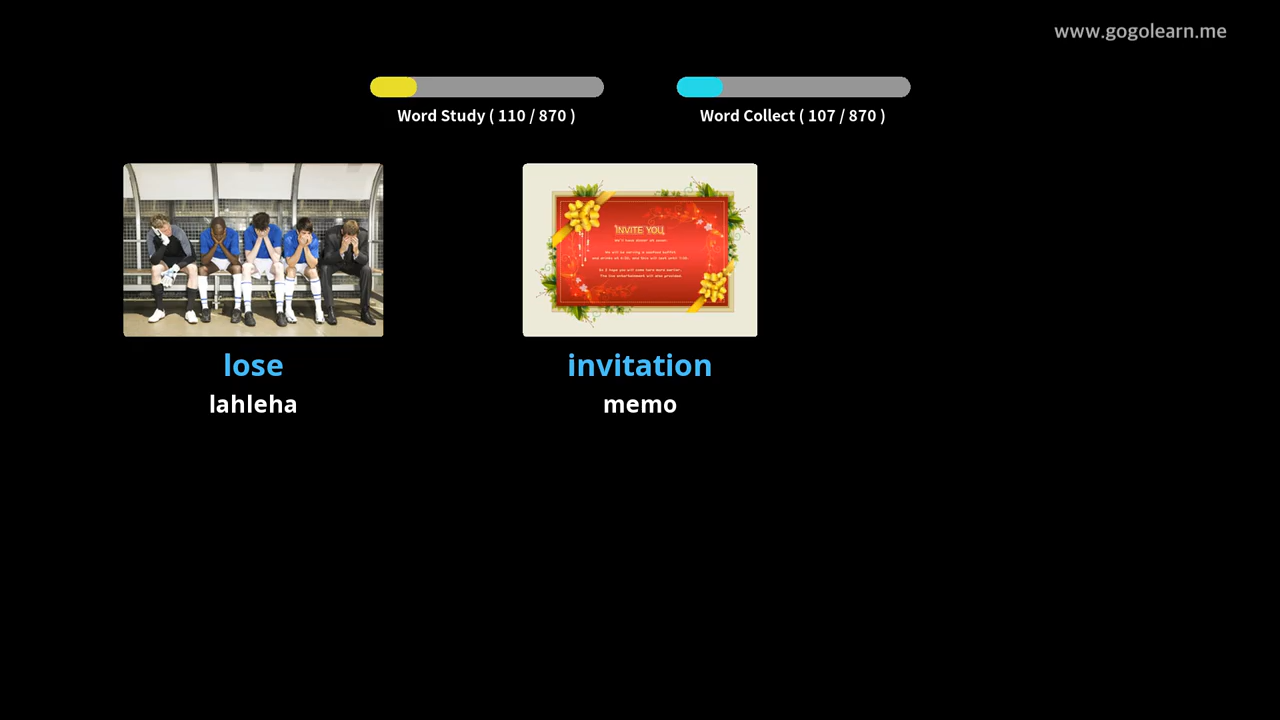 www.gogolearn.me
Word Study ( 110 / 870 )
Word Collect ( 107 / 870 )
INVITE YOU
lose
invitation
lahleha
memo